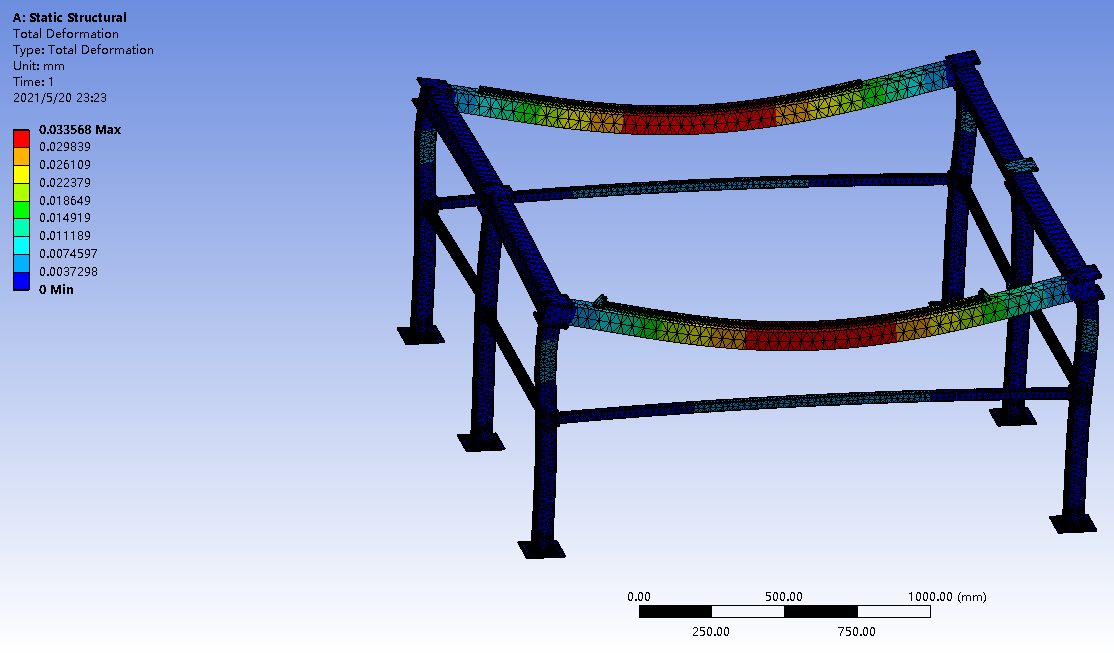 A: Static Structural
Total Deformation
Type: Total Deformation
Unit: mm
Time: 1
2021/5/20 23:23
0.033568 Max
0.029839
0.026109
0.022379
0.018649
0.014919
0.011189
0.0074597
0.0037298
0 Min
0.00 500.00 1000.00 (mm)
250.00 750.00